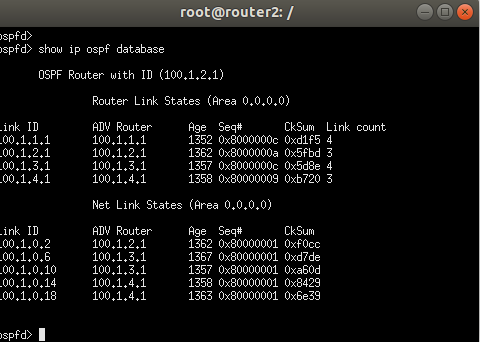 root@router2: /
ospfd>
ospfd> show ip ospf database
OSPF Router with ID (100.1.2.1)
Router Link States (Area 0.0.0.0)
Link ID ADV Router Age Seq# CkSum Link count
100.1.1.1 100.1.1.1 1352 0x8000000c 0xd1f5 4
100.1.2.1 100.1.2.1 1362 0x8000000a 0x5fbd 3
100.1.3.1 100.1.3.1 1357 0x8000000c 0x5d8e 4
100.1.4.1 100.1.4.1 1358 0x80000009 0xb720 3
Net Link States (Area 0.0.0.0)
Link ID ADV Router Age Seq# CkSum
100.1.0.2 100.1.2.1 1362 0x80000001 0xf0cc
100.1.0.6 100.1.3.1 1367 0x80000001 0xd7de
100.1.0.10 100.1.3.1 1357 0x80000001 0xa60d
100.1.0.14 100.1.4.1 1358 0x80000001 0x8429
100.1.0.18 100.1.4.1 1363 0x80000001 0x6e39
ospfd>